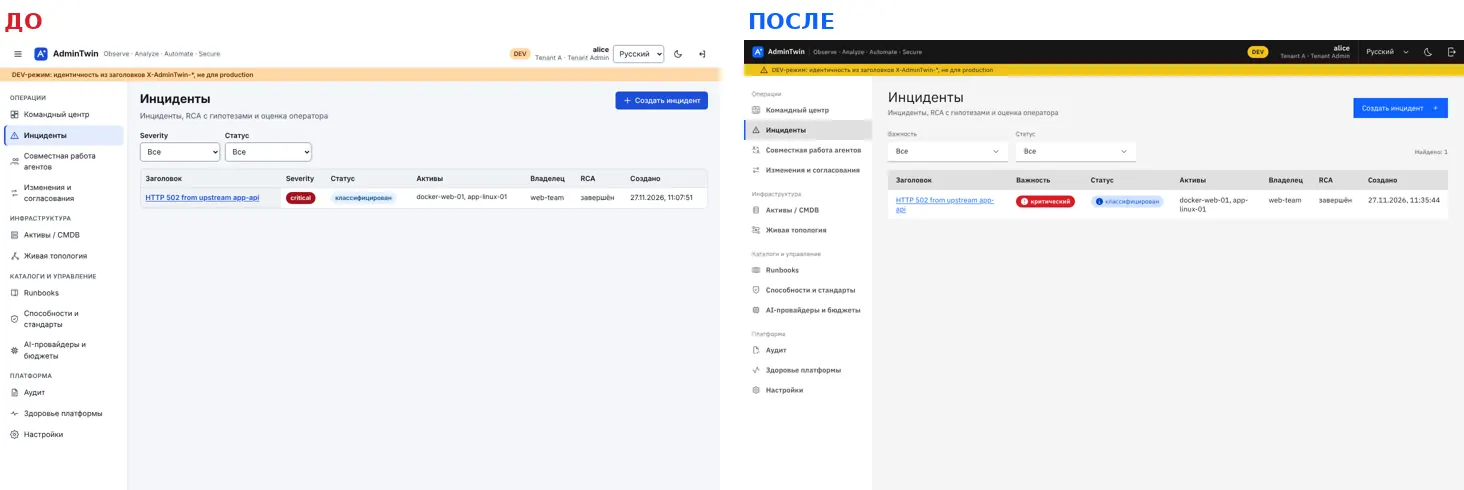 ДО
AdminTwin Observe · Analyze · Automate · Secure
DEV
alice
Tenant A · Tenant Admin
Русский
DEV-режим: идентичность из заголовков X-AdminTwin-*, не для production
ОПЕРАЦИИ
Командный центр
Инциденты
Совместная работа
агентов
Изменения и
согласования
ИНФРАСТРУКТУРА
Активы / CMDB
Живая топология
КАТАЛОГИ И УПРАВЛЕНИЕ
Runbooks
Способности и
стандарты
AI-провайдеры и
бюджеты
ПЛАТФОРМА
Аудит
Здоровье платформы
Настройки
Инциденты
Инциденты, RCA с гипотезами и оценка оператора
+ Создать инцидент
Severity Статус
Все Все
Заголовок Severity Статус Активы Владелец RCA Создано
HTTP 502 from upstream app-api critical классифицирован docker-web-01, app-linux-01 web-team завершён 27.11.2026, 11:07:51
ПОСЛЕ
AdminTwin Observe · Analyze · Automate · Secure
DEV
alice
Tenant A · Tenant Admin
Русский
DEV-режим: идентичность из заголовков X-AdminTwin-*, не для production
Операции
Командный центр
Инциденты
Совместная работа агентов
Изменения и согласования
Инфраструктура
Активы / CMDB
Живая топология
Каталоги и управление
Runbooks
Способности и стандарты
AI-провайдеры и бюджеты
Платформа
Аудит
Здоровье платформы
Настройки
Инциденты
Инциденты, RCA с гипотезами и оценка оператора
Создать инцидент +
Важность Статус
Все Все
Найдено: 1
Заголовок Важность Статус Активы Владелец RCA Создано
HTTP 502 from upstream app- критический классифицирован docker-web-01, app- web-team завершён 27.11.2026, 11:35:44
api linux-01